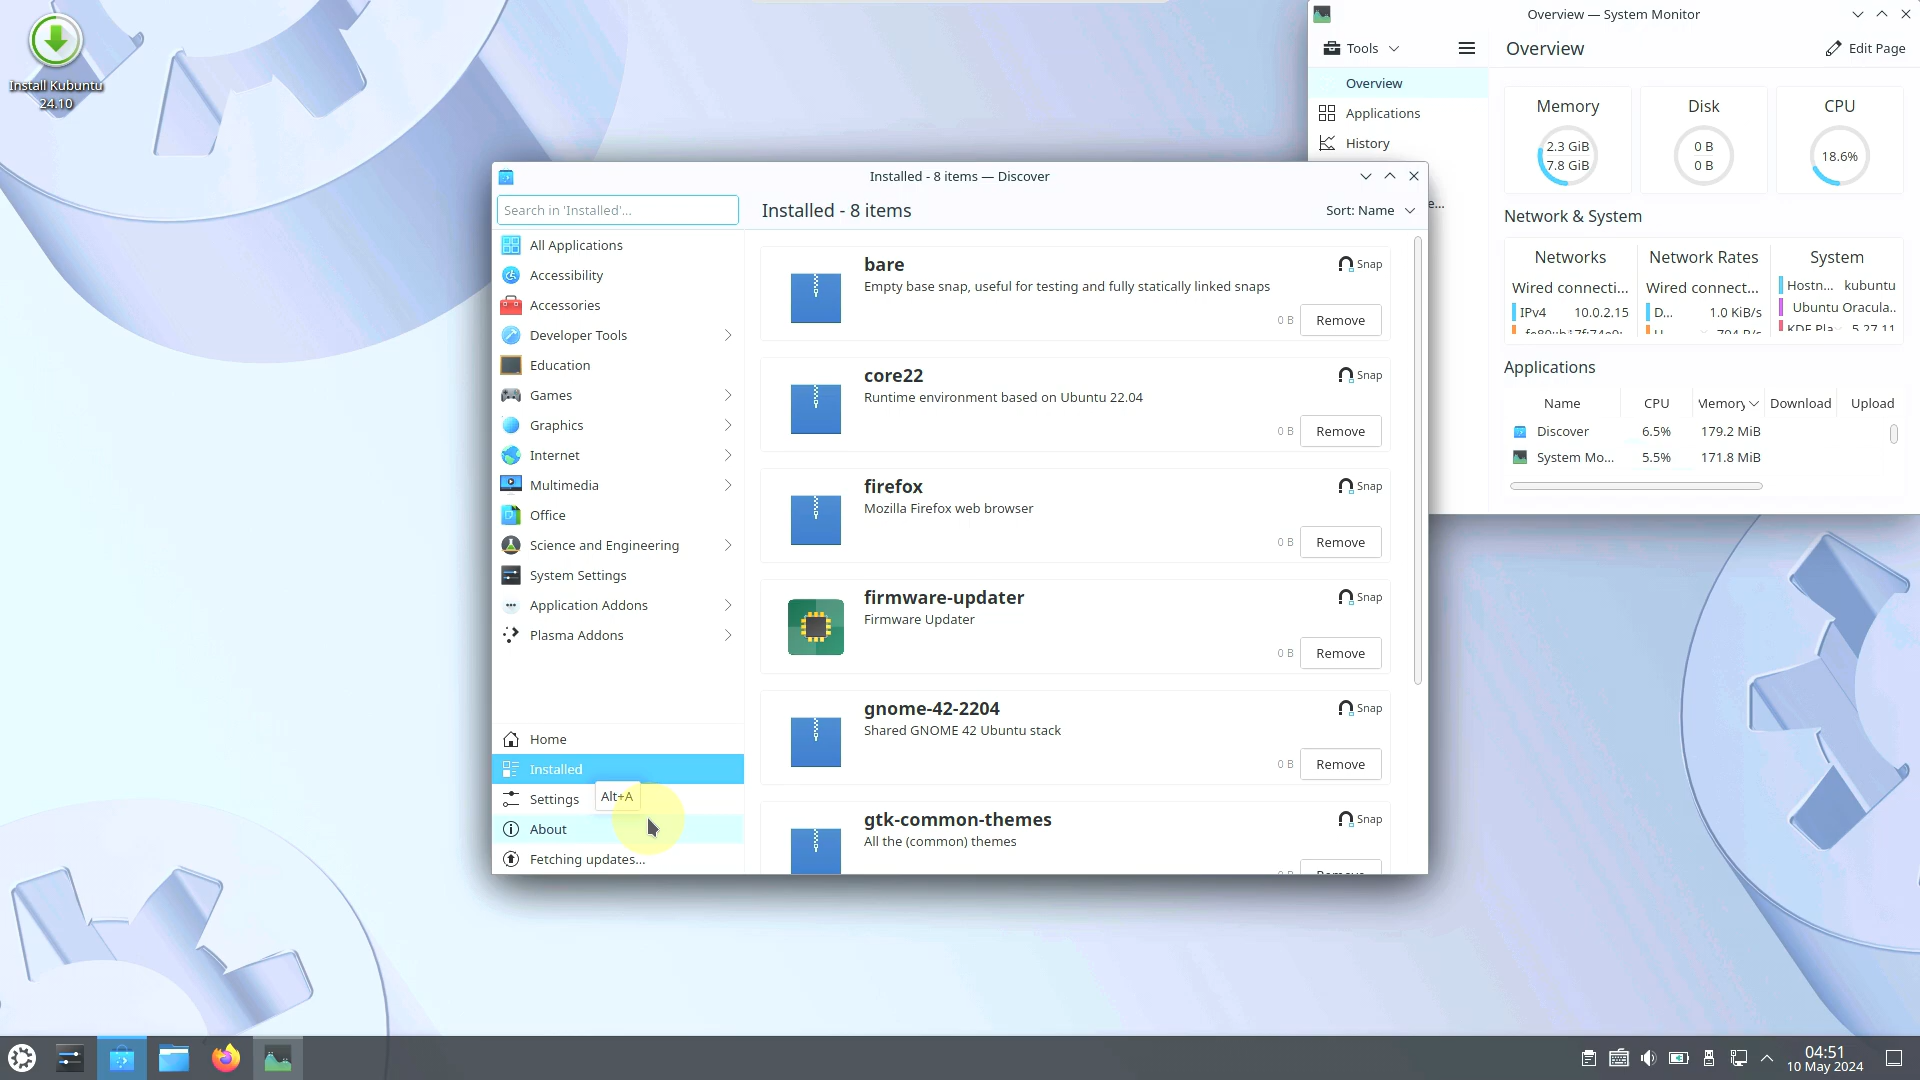 Install Kubuntu
24.10
Overview — System Monitor
Tools
Overview
Edit Page
Overview
Applications
History
e...
Memory
2.3 GiB
7.8 GiB
Disk
0 B
0 B
CPU
18.6%
Network & System
Networks
Wired connecti...
IPv4 10.0.2.15
Network Rates
Wired connect...
D... 1.0 KiB/s
System
Hostn... kubuntu
Ubuntu Oracula..
KDE Pla 5.27.11
Applications
Name CPU Memory Download Upload
Discover 6.5% 179.2 MiB
System Mo... 5.5% 171.8 MiB
Installed - 8 items — Discover
Search in 'Installed'...
Installed - 8 items
Sort: Name
All Applications
Accessibility
Accessories
Developer Tools
Education
Games
Graphics
Internet
Multimedia
Office
Science and Engineering
System Settings
Application Addons
Plasma Addons
Home
Installed
Settings
Alt+A
About
Fetching updates...
bare
Snap
Empty base snap, useful for testing and fully statically linked snaps
0 B Remove
core22
Snap
Runtime environment based on Ubuntu 22.04
0 B Remove
firefox
Snap
Mozilla Firefox web browser
0 B Remove
firmware-updater
Snap
Firmware Updater
0 B Remove
gnome-42-2204
Snap
Shared GNOME 42 Ubuntu stack
0 B Remove
gtk-common-themes
Snap
All the (common) themes
0 B Remove
04:51
10 May 2024